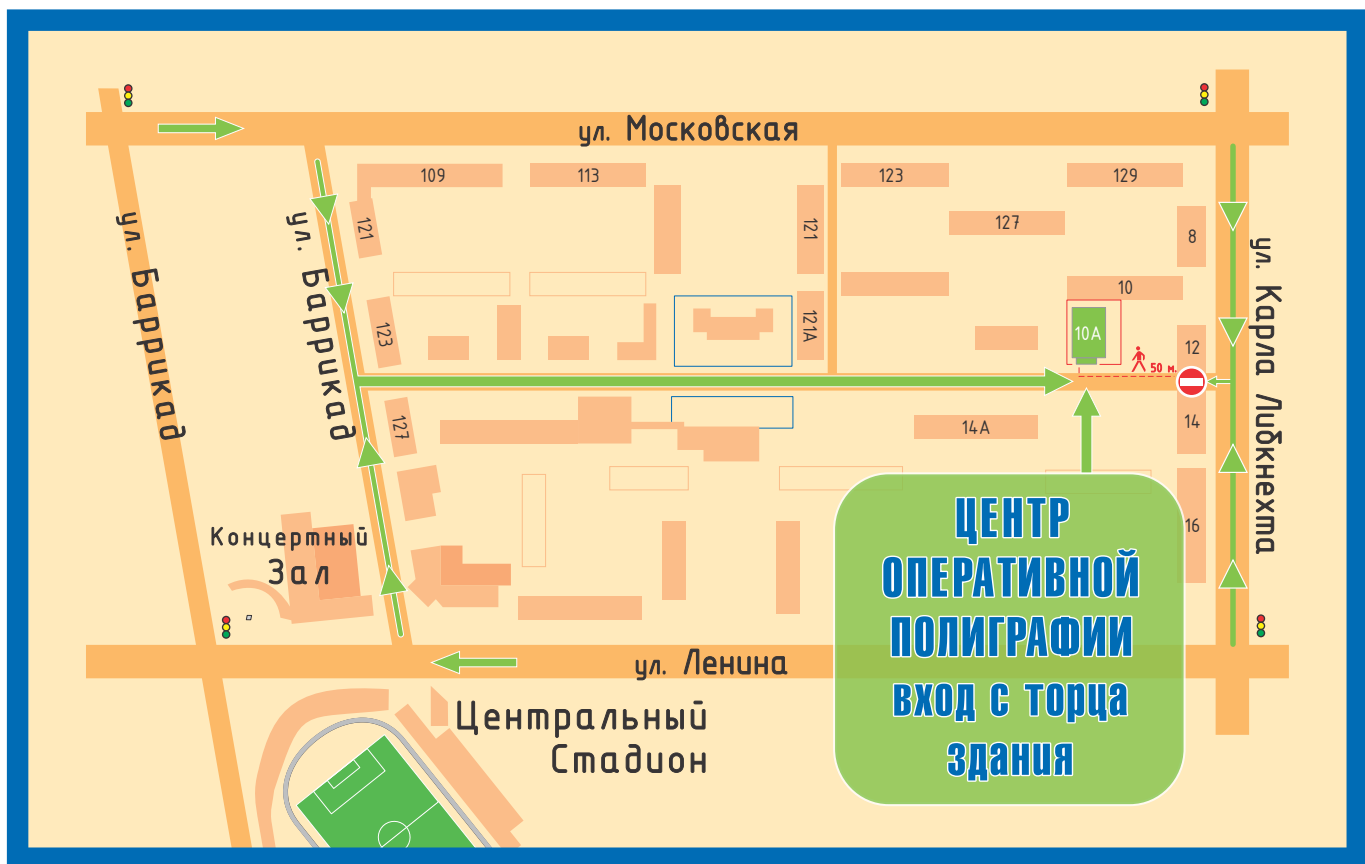 ул. Московская
109
113
123
129
121
121
127
8
ул. Баррикад
ул. Баррикад
ул. Карла Либкнехта
10
123
121А
10А
12
50 м.
127
14А
14
16
Концертный
Зал
ЦЕНТР
ОПЕРАТИВНОЙ
ПОЛИГРАФИИ
вход с торца
здания
ул. Ленина
Центральный
Стадион